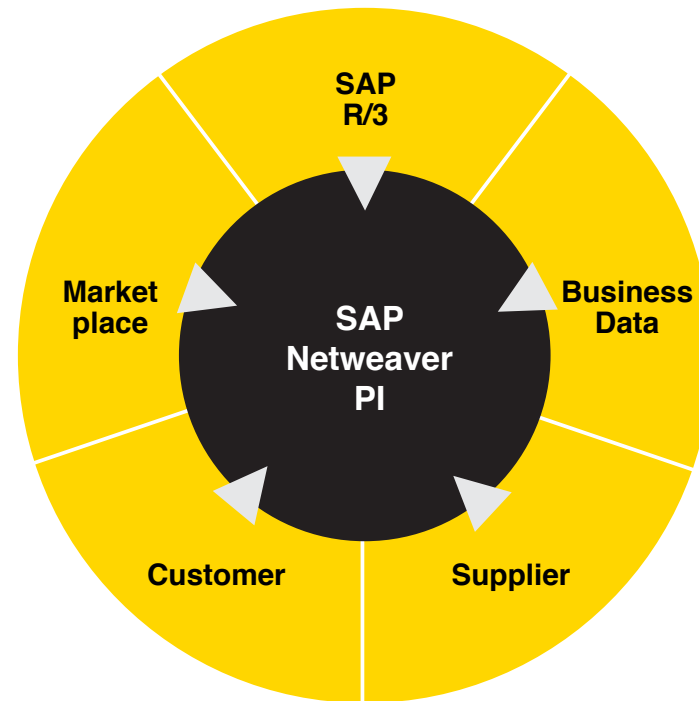 SAP
R/3
Market
place
SAP
Netweaver
PI
Business
Data
Customer
Supplier